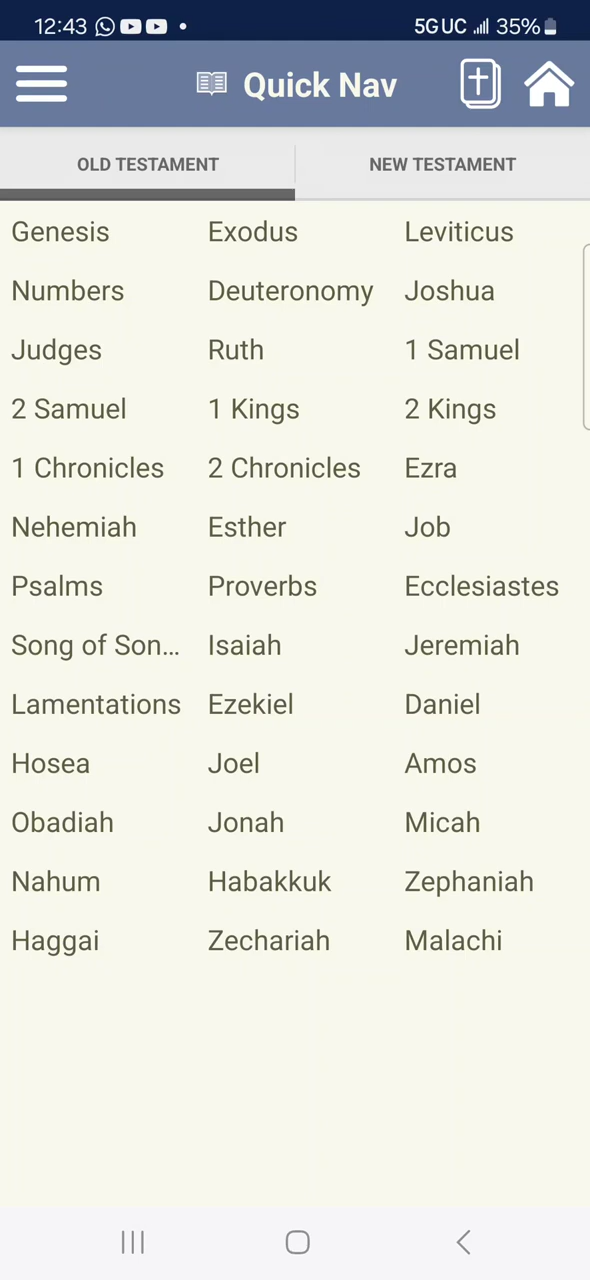 12:43 5G UC 35%
Quick Nav
OLD TESTAMENT NEW TESTAMENT
Genesis Exodus Leviticus
Numbers Deuteronomy Joshua
Judges Ruth 1 Samuel
2 Samuel 1 Kings 2 Kings
1 Chronicles 2 Chronicles Ezra
Nehemiah Esther Job
Psalms Proverbs Ecclesiastes
Song of Son... Isaiah Jeremiah
Lamentations Ezekiel Daniel
Hosea Joel Amos
Obadiah Jonah Micah
Nahum Habakkuk Zephaniah
Haggai Zechariah Malachi